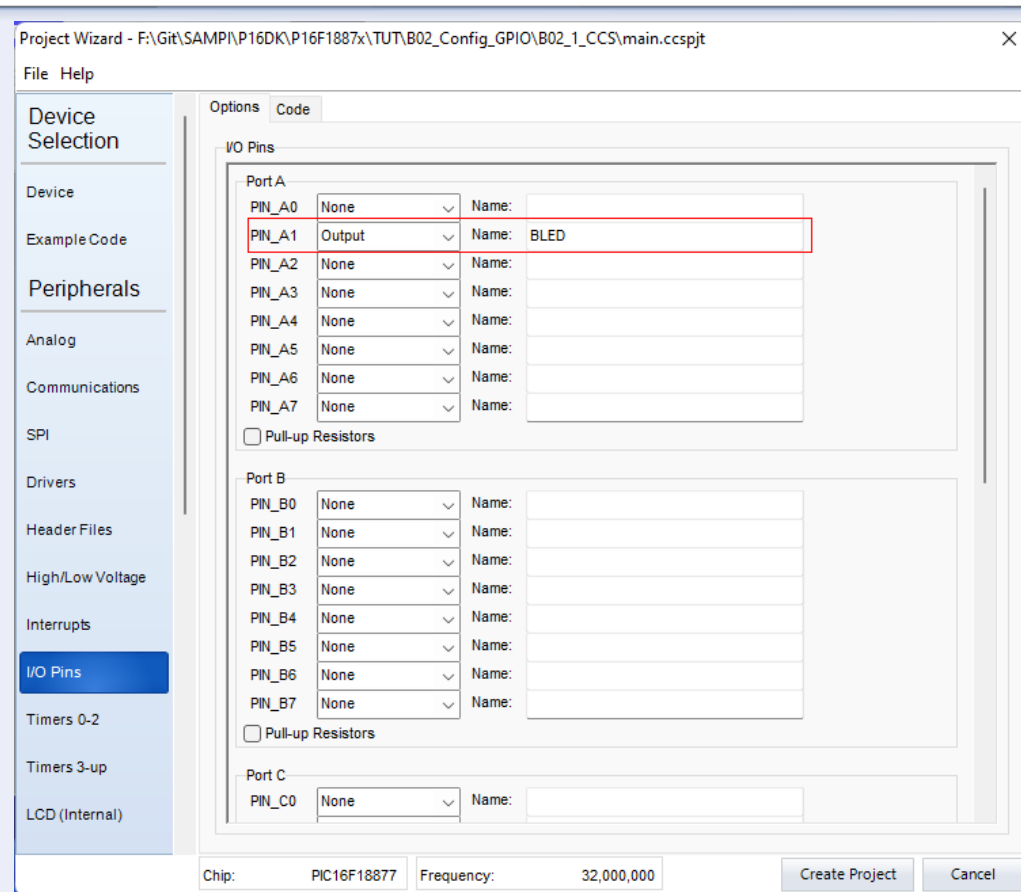 Project Wizard - F:\Git\SAMPI\P16DK\P16F1887x\TUT\B02_Config_GPIO\B02_1_CCS\main.ccspjt
File Help
Device Selection
Device
Example Code
Peripherals
Analog
Communications
SPI
Drivers
Header Files
High/Low Voltage
Interrupts
I/O Pins
Timers 0-2
Timers 3-up
LCD (Internal)
Options Code
I/O Pins
Port A
PIN_A0 None Name:
PIN_A1 Output Name: BLED
PIN_A2 None Name:
PIN_A3 None Name:
PIN_A4 None Name:
PIN_A5 None Name:
PIN_A6 None Name:
PIN_A7 None Name:
Pull-up Resistors
Port B
PIN_B0 None Name:
PIN_B1 None Name:
PIN_B2 None Name:
PIN_B3 None Name:
PIN_B4 None Name:
PIN_B5 None Name:
PIN_B6 None Name:
PIN_B7 None Name:
Pull-up Resistors
Port C
PIN_C0 None Name:
Chip: PIC16F18877 Frequency: 32,000,000 Create Project Cancel